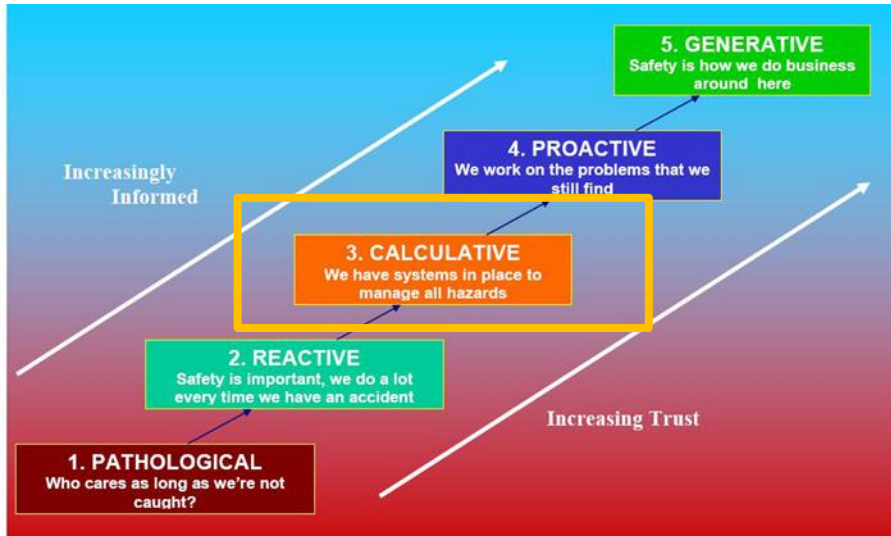 5. GENERATIVE
Safety is how we do business
around here
4. PROACTIVE
We work on the problems that we
still find
Increasingly
Informed
3. CALCULATIVE
We have systems in place to
manage all hazards
2. REACTIVE
Safety is important, we do a lot
every time we have an accident
Increasing Trust
1. PATHOLOGICAL
Who cares as long as we're not
caught?